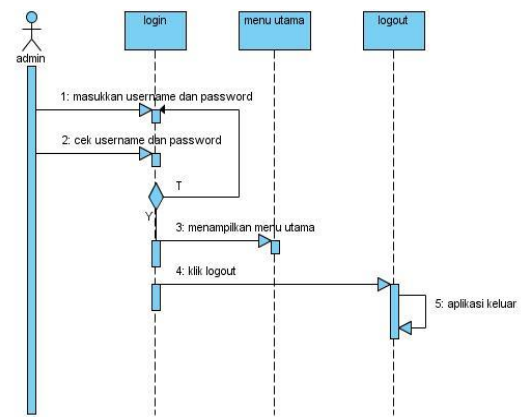 login
menu utama
logout
admin
1: masukkan username dan password
2: cek username dan password
T
Y
3: menampilkan menu utama
4: klik logout
5: aplikasi keluar